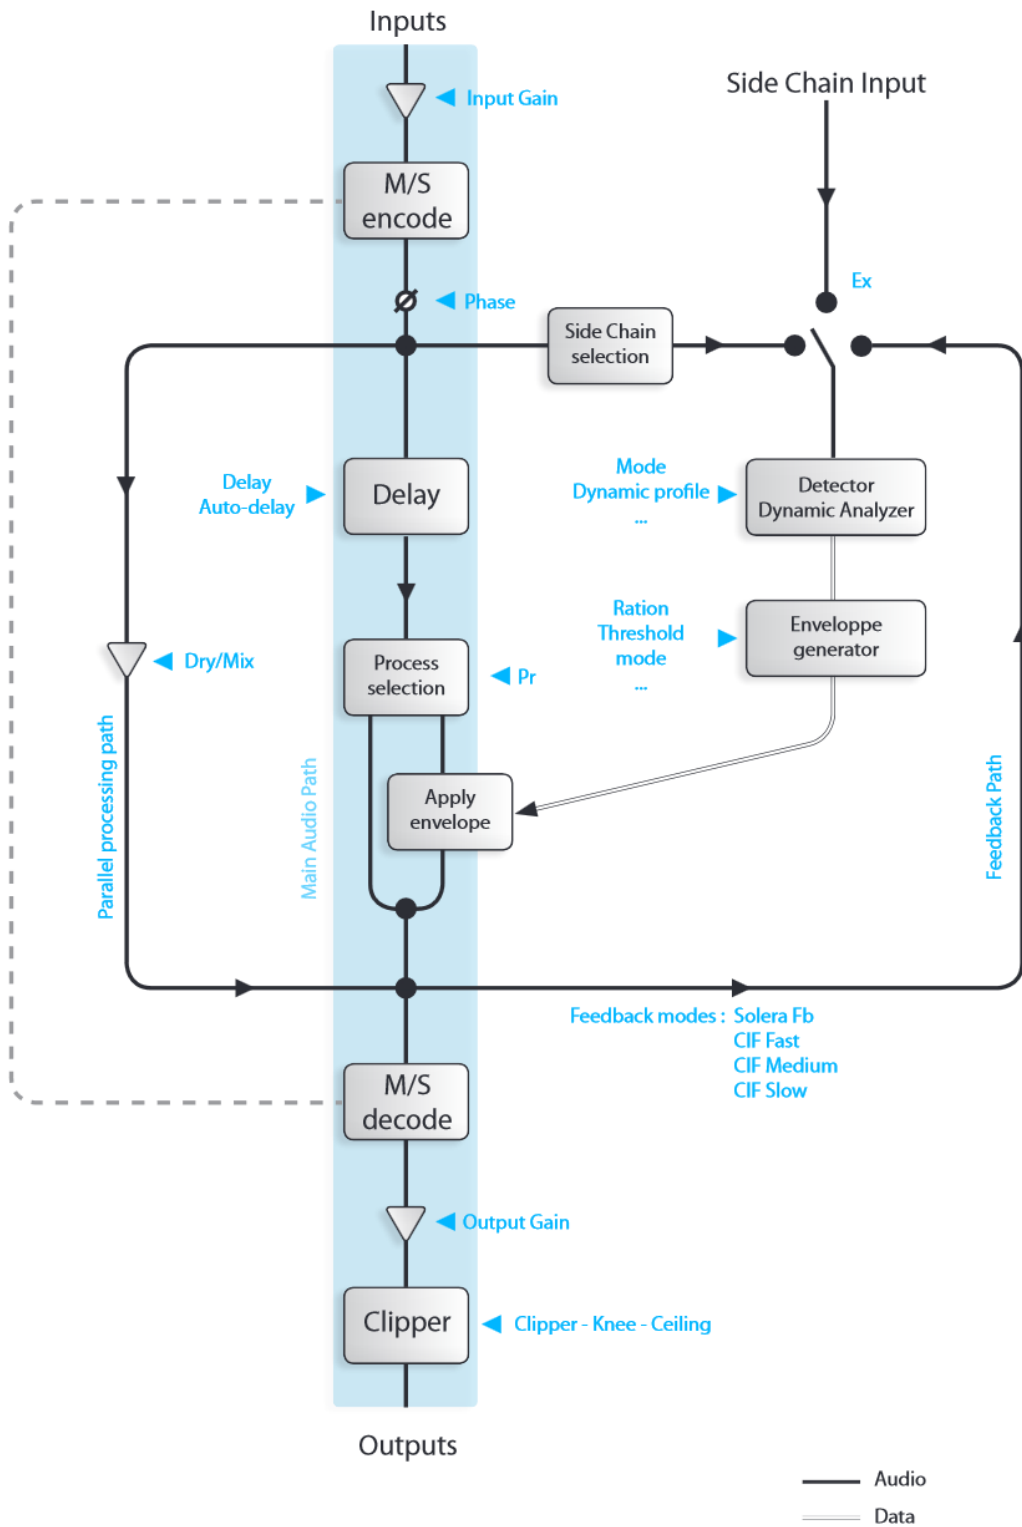 Inputs
Side Chain Input
Input Gain
M/S
encode
Ex
Phase
Side Chain
selection
Delay
Auto-delay
Delay
Mode
Dynamic profile
...
Detector
Dynamic Analyzer
Ration
Threshold
mode
...
Enveloppe
generator
Dry/Mix
Process
selection
Pr
Parallel processing path
Main Audio Path
Apply
envelope
Feedback Path
Feedback modes : Solera Fb
CIF Fast
CIF Medium
CIF Slow
M/S
decode
Output Gain
Clipper
Clipper - Knee - Ceiling
Outputs
Audio
Data